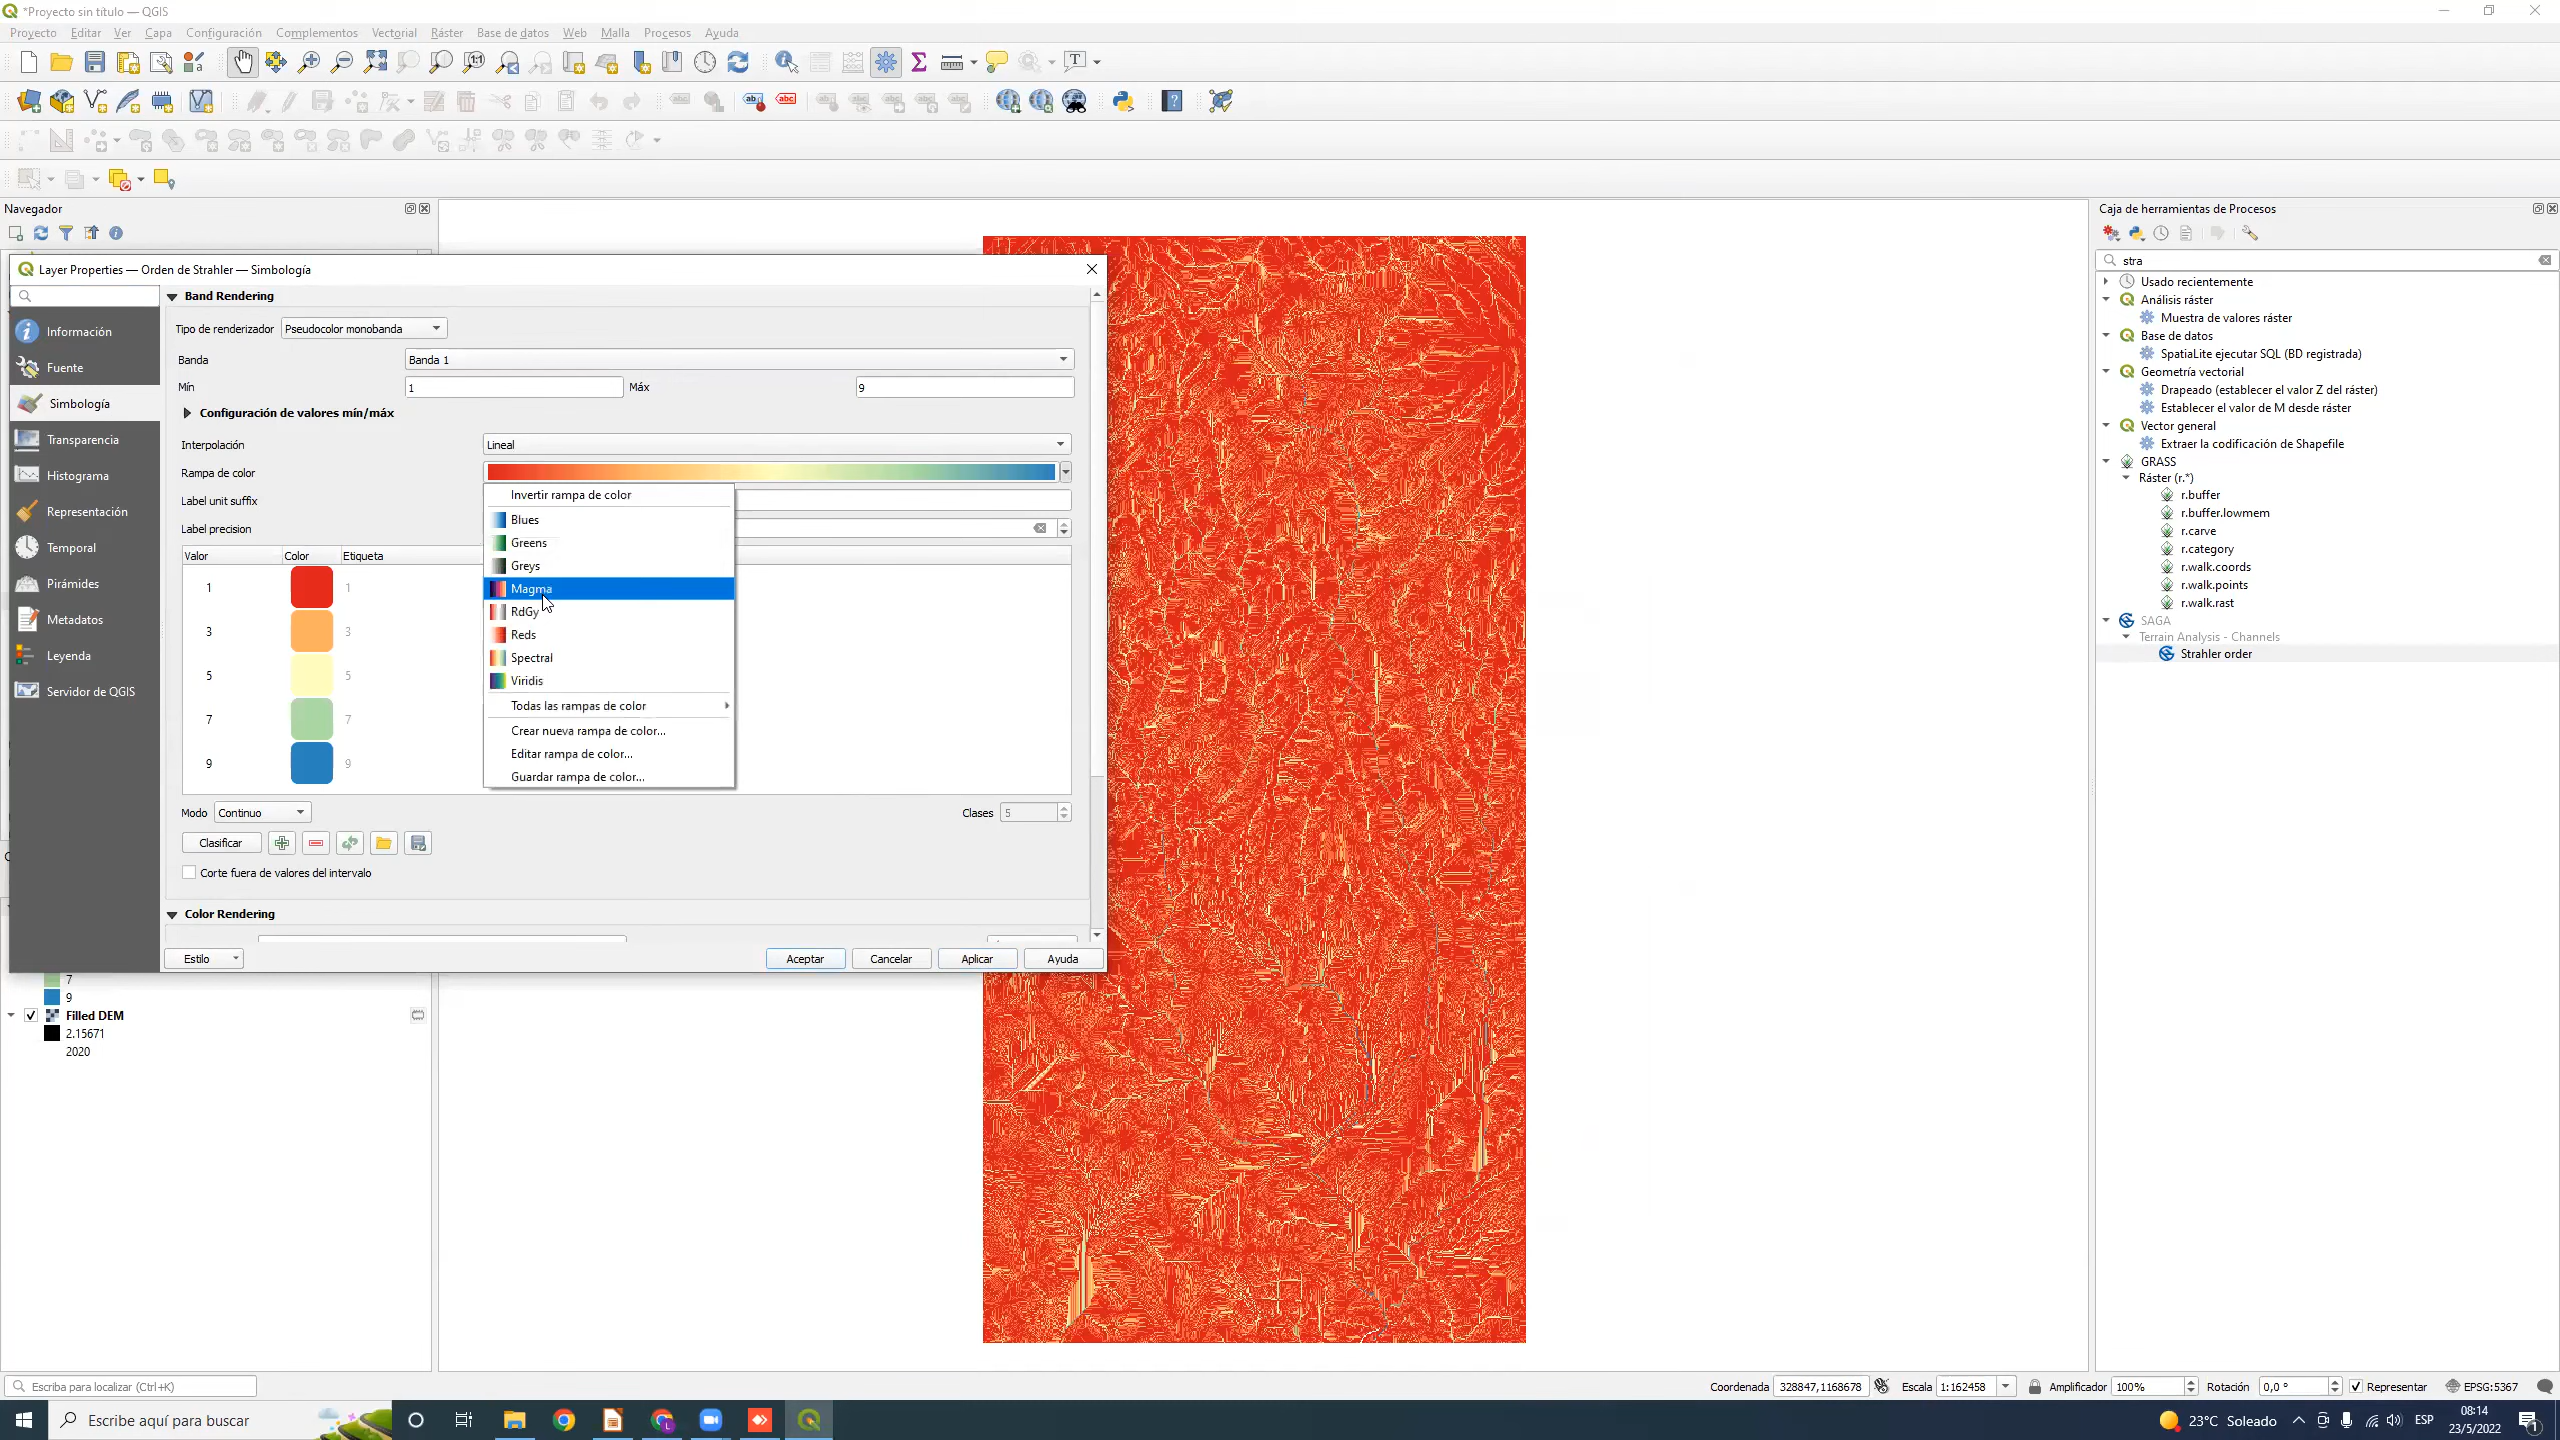 *Proyecto sin título — QGIS
Proyecto Editar Ver Capa Configuración Complementos Vectorial Ráster Base de datos Web Malla Procesos Ayuda
Navegador
Caja de herramientas de Procesos
stra
Usado recientemente
Análisis ráster
Muestra de valores ráster
Base de datos
SpatiaLite ejecutar SQL (BD registrada)
Geometría vectorial
Drapeado (establecer el valor Z del ráster)
Establecer el valor de M desde ráster
Vector general
Extraer la codificación de Shapefile
GRASS
Ráster (r.*)
r.buffer
r.buffer.lowmem
r.carve
r.category
r.walk.coords
r.walk.points
r.walk.rast
SAGA
Terrain Analysis - Channels
Strahler order
Layer Properties — Orden de Strahler — Simbología
Información
Fuente
Simbología
Transparencia
Histograma
Representación
Temporal
Pirámides
Metadatos
Leyenda
Servidor de QGIS
Band Rendering
Tipo de renderizador Pseudocolor monobanda
Banda Banda 1
Mín 1 Máx 9
Configuración de valores mín/máx
Interpolación Lineal
Rampa de color
Label unit suffix
Label precision
Valor Color Etiqueta
1 1
3 3
5 5
7 7
9 9
Invertir rampa de color
Blues
Greens
Greys
Magma
RdGy
Reds
Spectral
Viridis
Todas las rampas de color
Crear nueva rampa de color...
Editar rampa de color...
Guardar rampa de color...
Modo Continuo Clases 5
Clasificar
Corte fuera de valores del intervalo
Color Rendering
Estilo Aceptar Cancelar Aplicar Ayuda
7
9
Filled DEM
2.15671
2020
Escriba para localizar (Ctrl+K)
Coordenada 328847,1168678 Escala 1:162458 Amplificador 100% Rotación 0,0 ° Representar EPSG:5367
Escribe aquí para buscar
23°C Soleado ESP
08:14
23/5/2022